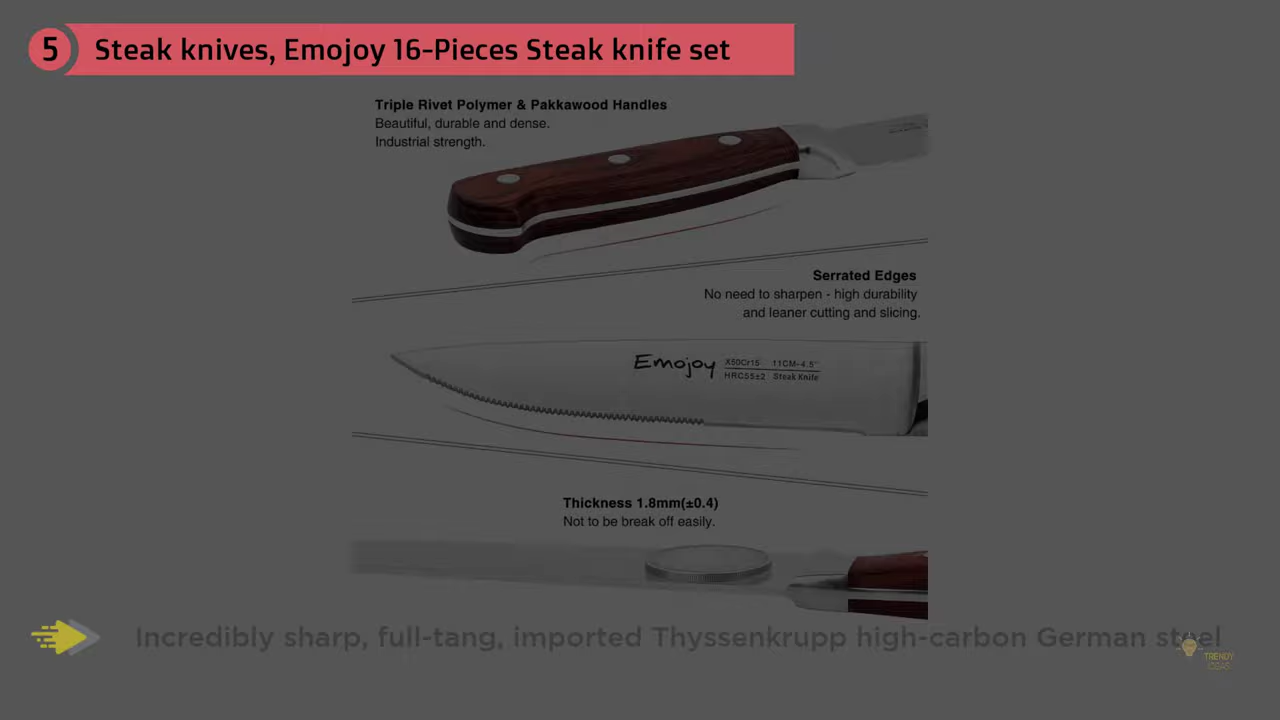 5
Steak knives, Emojoy 16-Pieces Steak knife set
Triple Rivet Polymer & Pakkawood Handles
Beautiful, durable and dense.
Industrial strength.
Serrated Edges
No need to sharpen - high durability
and leaner cutting and slicing.
Emojoy
X50Cr15 11CM-4.5"
HRC55±2 Steak Knife
Thickness 1.8mm(±0.4)
Not to be break off easily.
Incredibly sharp, full-tang, imported Thyssenkrupp high-carbon German steel
TRENDY
IDEAS